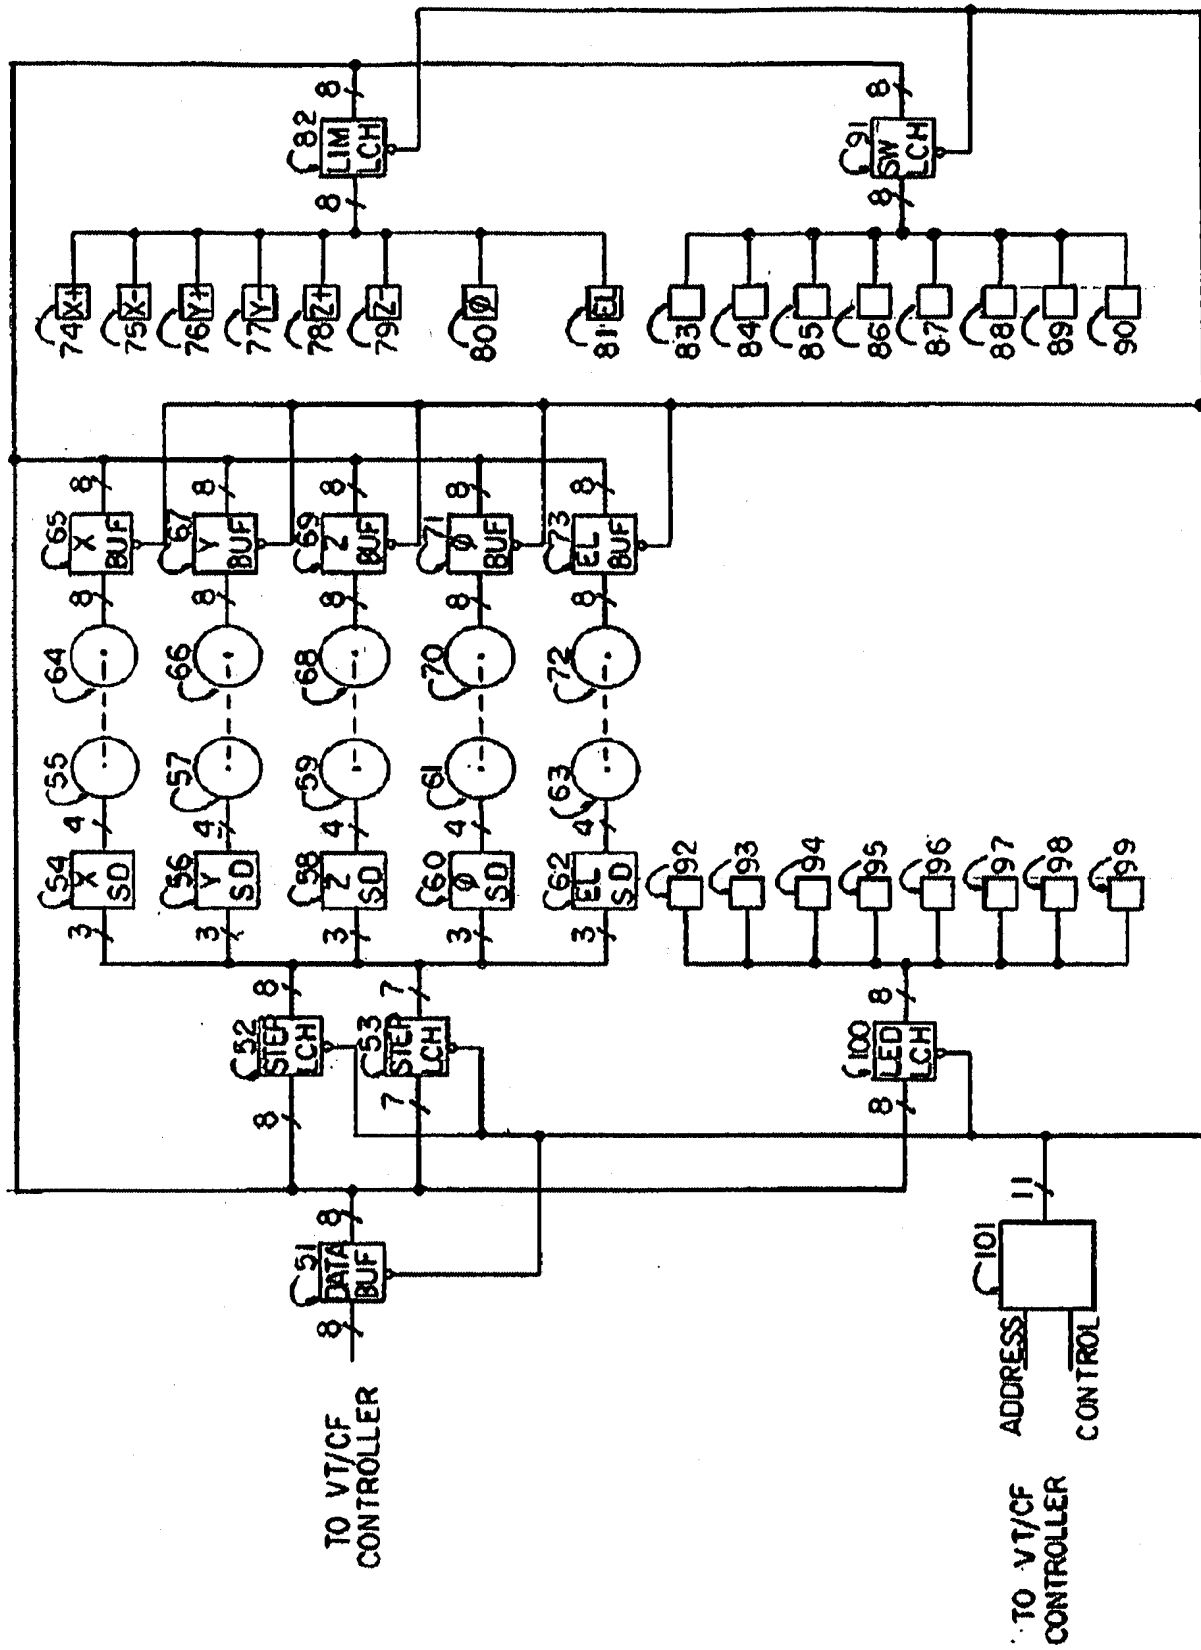 TO VT/CF
CONTROLLER
8
51
DATA
BUF
8
8
52
STEP
LCH
8
7
53
STEP
LCH
7
3
54
X
SD
4
55
64
8
65
X
BUF
8
3
56
Y
SD
4
57
66
8
67
Y
BUF
8
3
58
Z
SD
4
59
68
8
69
Z
BUF
8
3
60
Ø
SD
4
61
70
8
71
Ø
BUF
8
3
62
EL
SD
4
63
72
8
73
EL
BUF
8
74
X+
75
X-
76
Y+
77
Y-
78
Z+
79
Z-
80
Ø
81
EL
8
82
LIM
LCH
8
83
84
85
86
87
88
89
90
8
91
SW
LCH
8
8
100
LED
LCH
8
92
93
94
95
96
97
98
99
TO VT/CF
CONTROLLER
ADDRESS
CONTROL
101
11